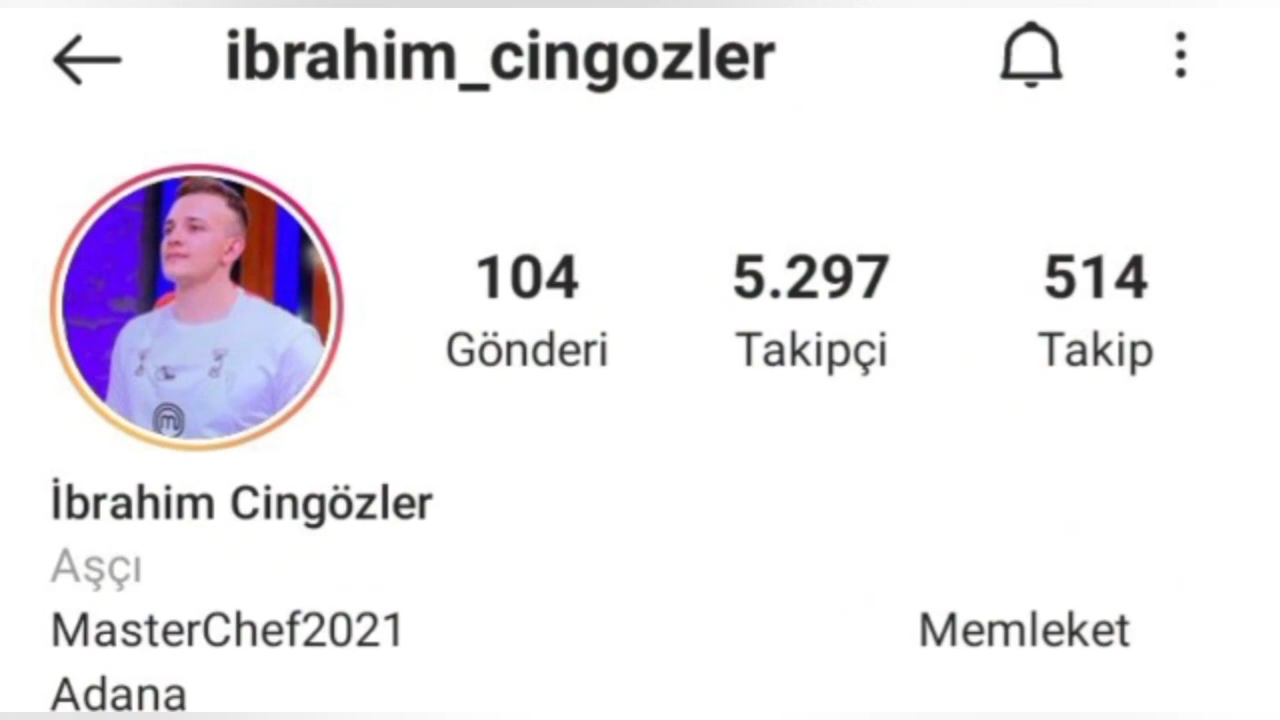 ibrahim_cingozler
104 5.297 514
Gönderi Takipçi Takip
İbrahim Cingözler
Aşçı
MasterChef2021 Memleket
Adana